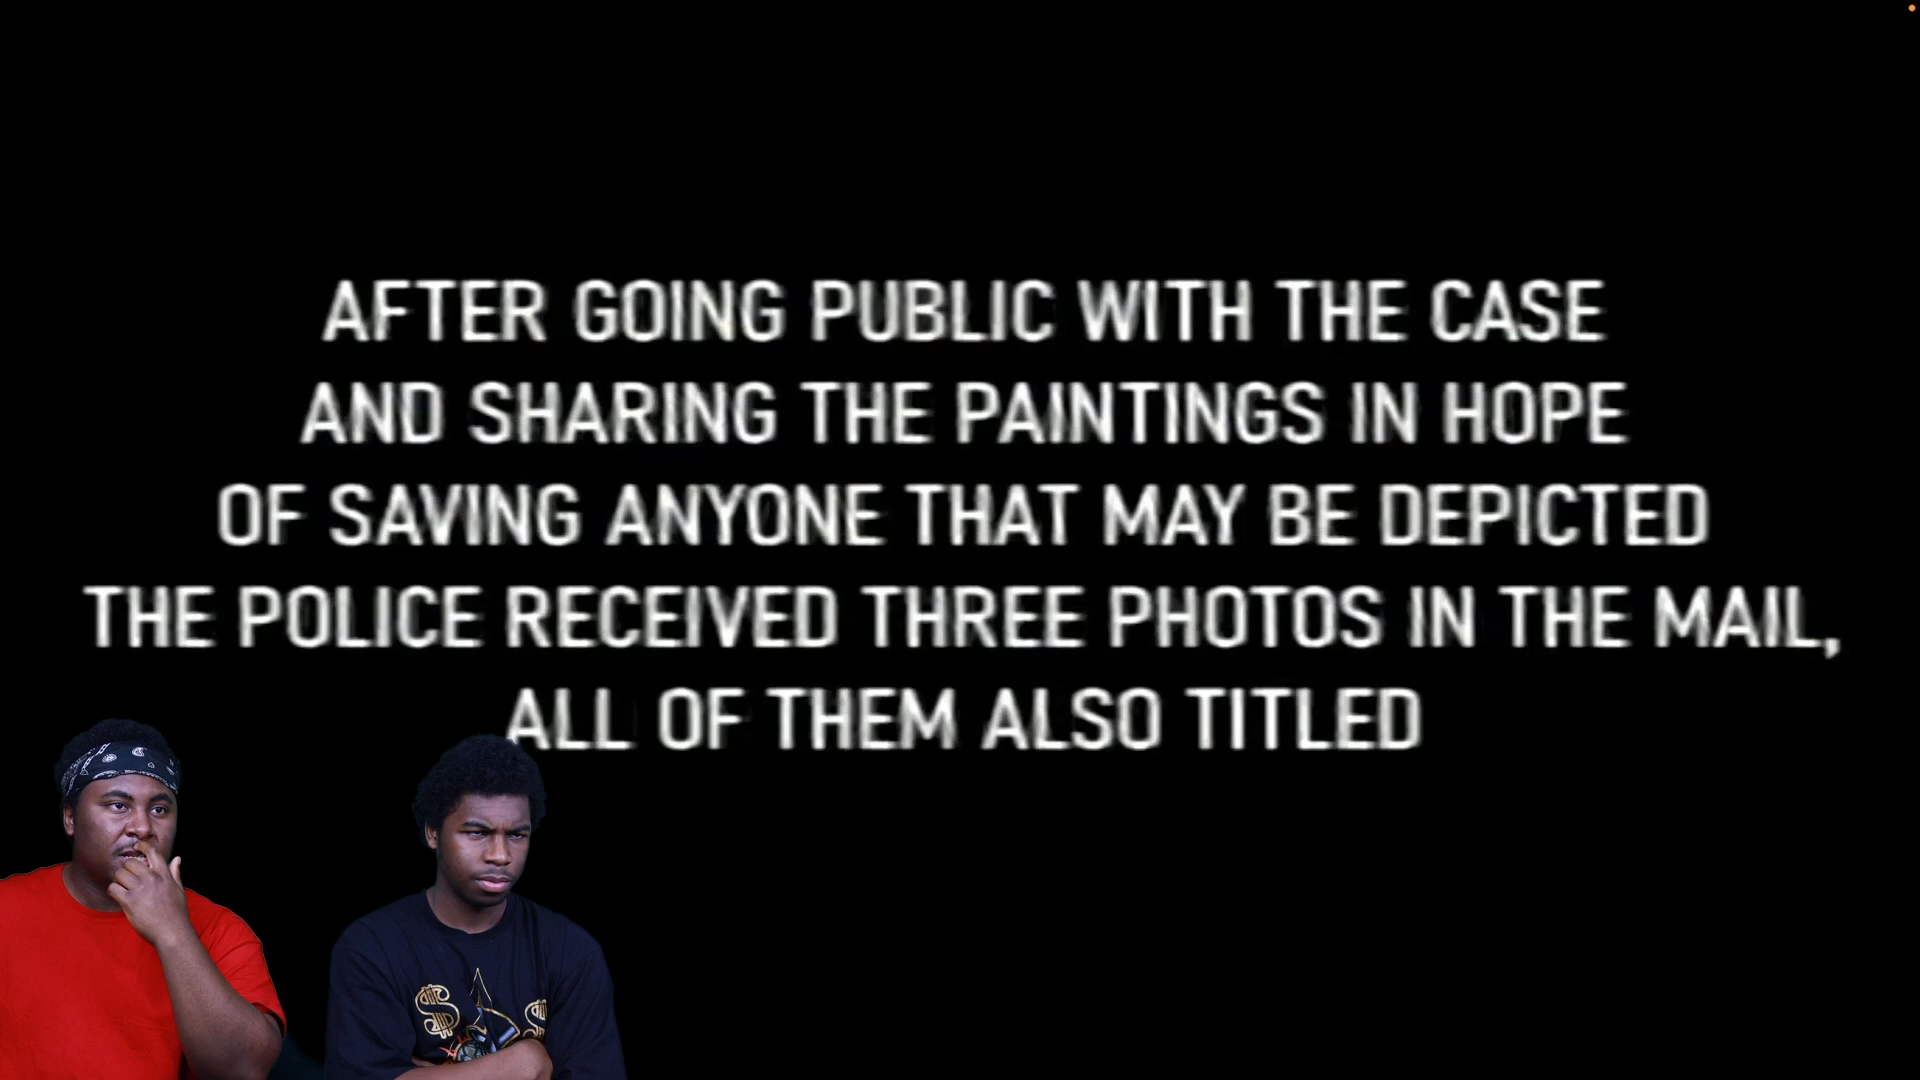 AFTER GOING PUBLIC WITH THE CASE
AND SHARING THE PAINTINGS IN HOPE
OF SAVING ANYONE THAT MAY BE DEPICTED
THE POLICE RECEIVED THREE PHOTOS IN THE MAIL,
ALL OF THEM ALSO TITLED
$ $